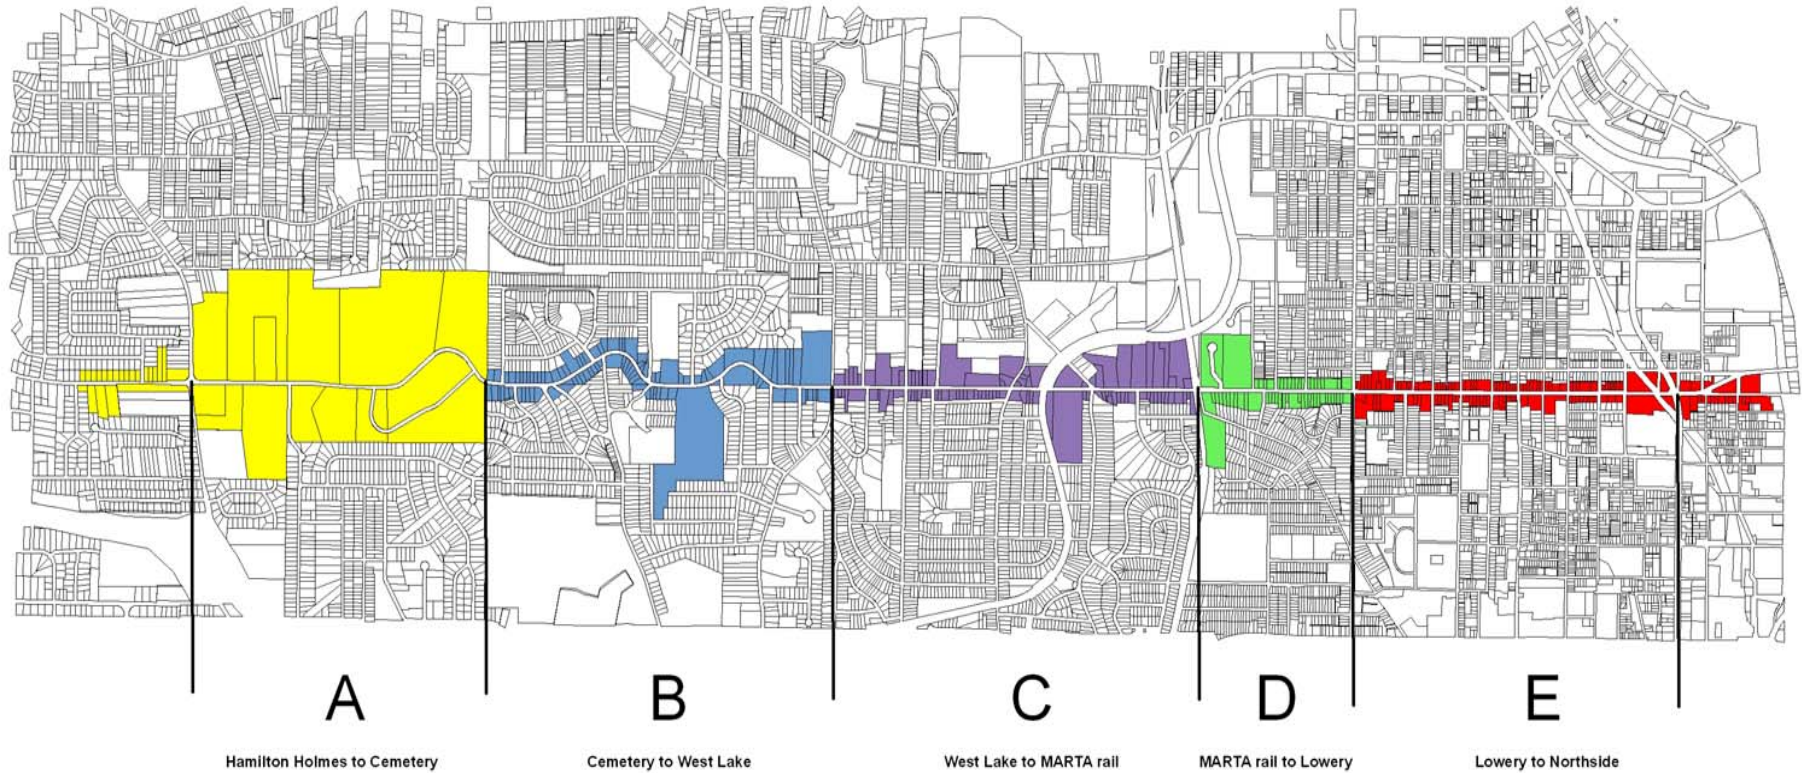 A
B
C
D
E
Hamilton Holmes to Cemetery
Cemetery to West Lake
West Lake to MARTA rail
MARTA rail to Lowery
Lowery to Northside